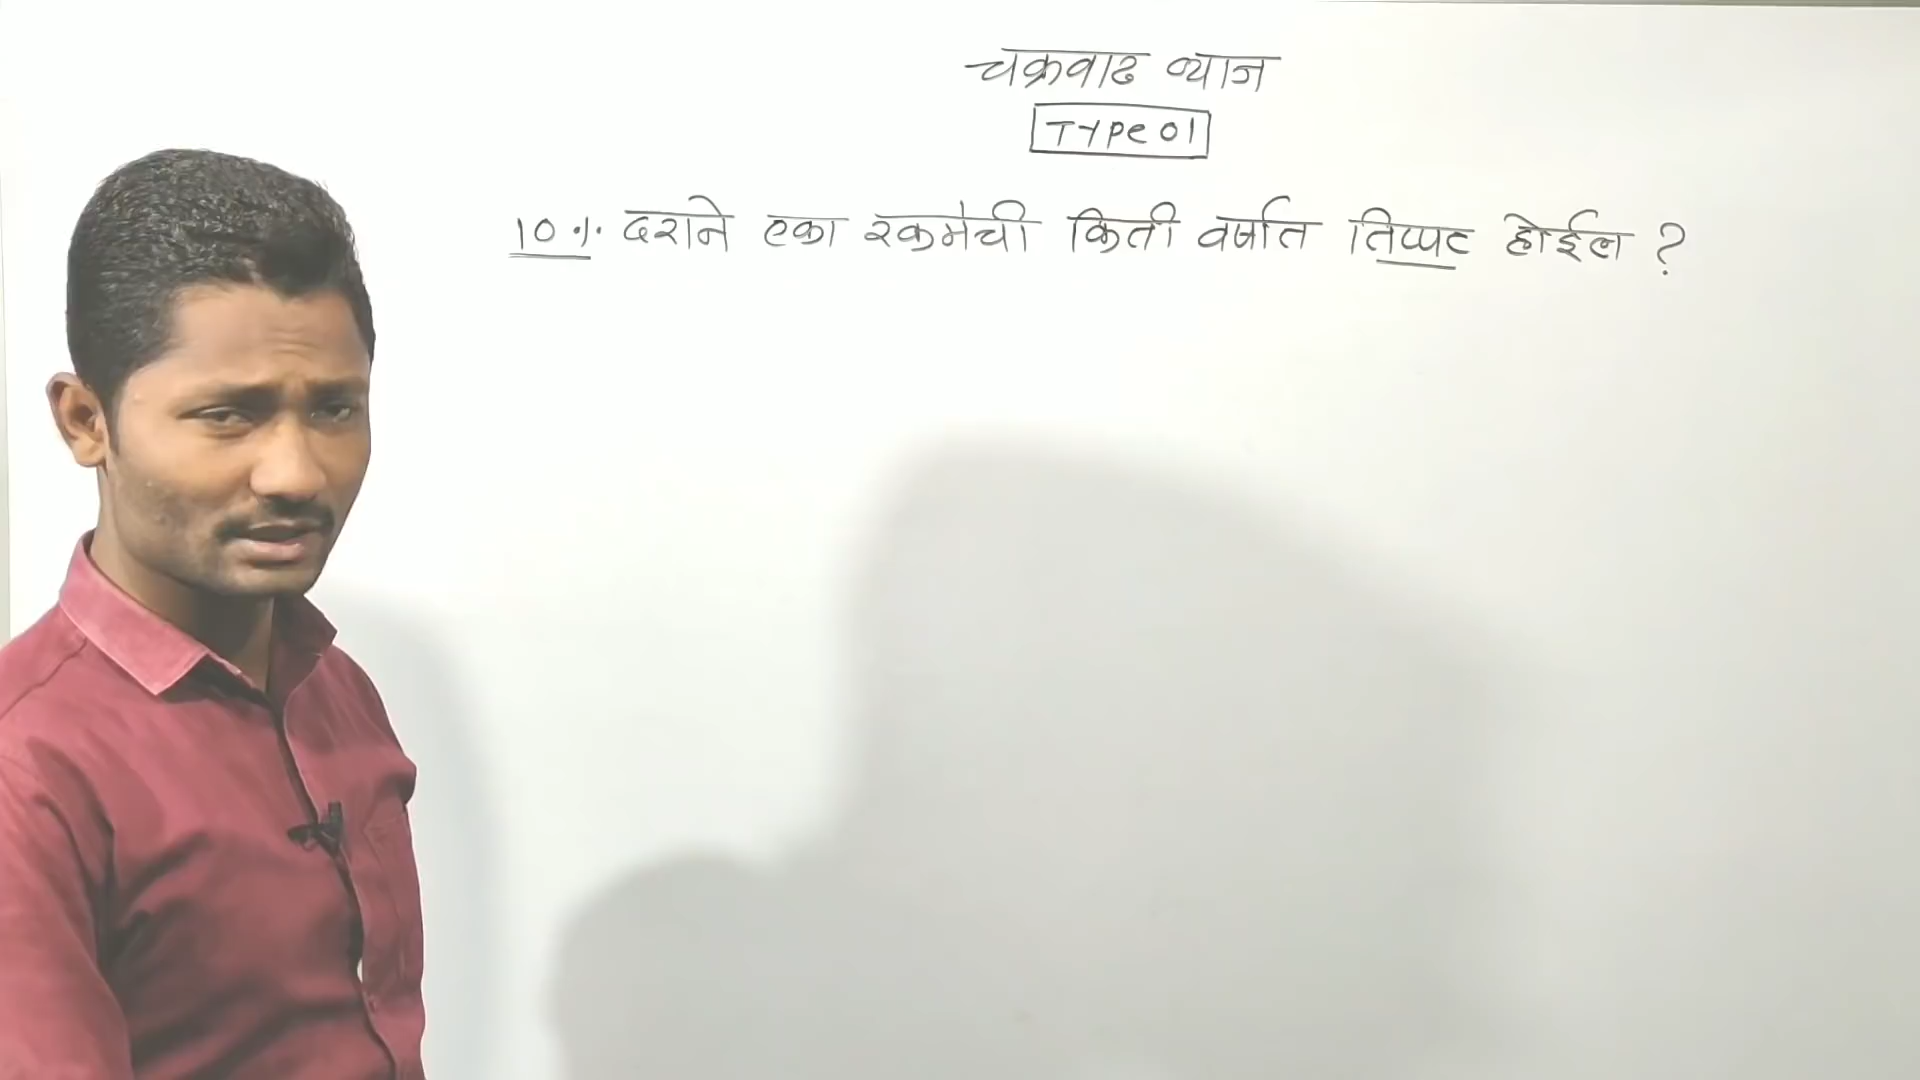 चक्रवाढ व्याज
TYPE 01
10 % दराने एका रकमेची किती वर्षात तिप्पट होईल ?